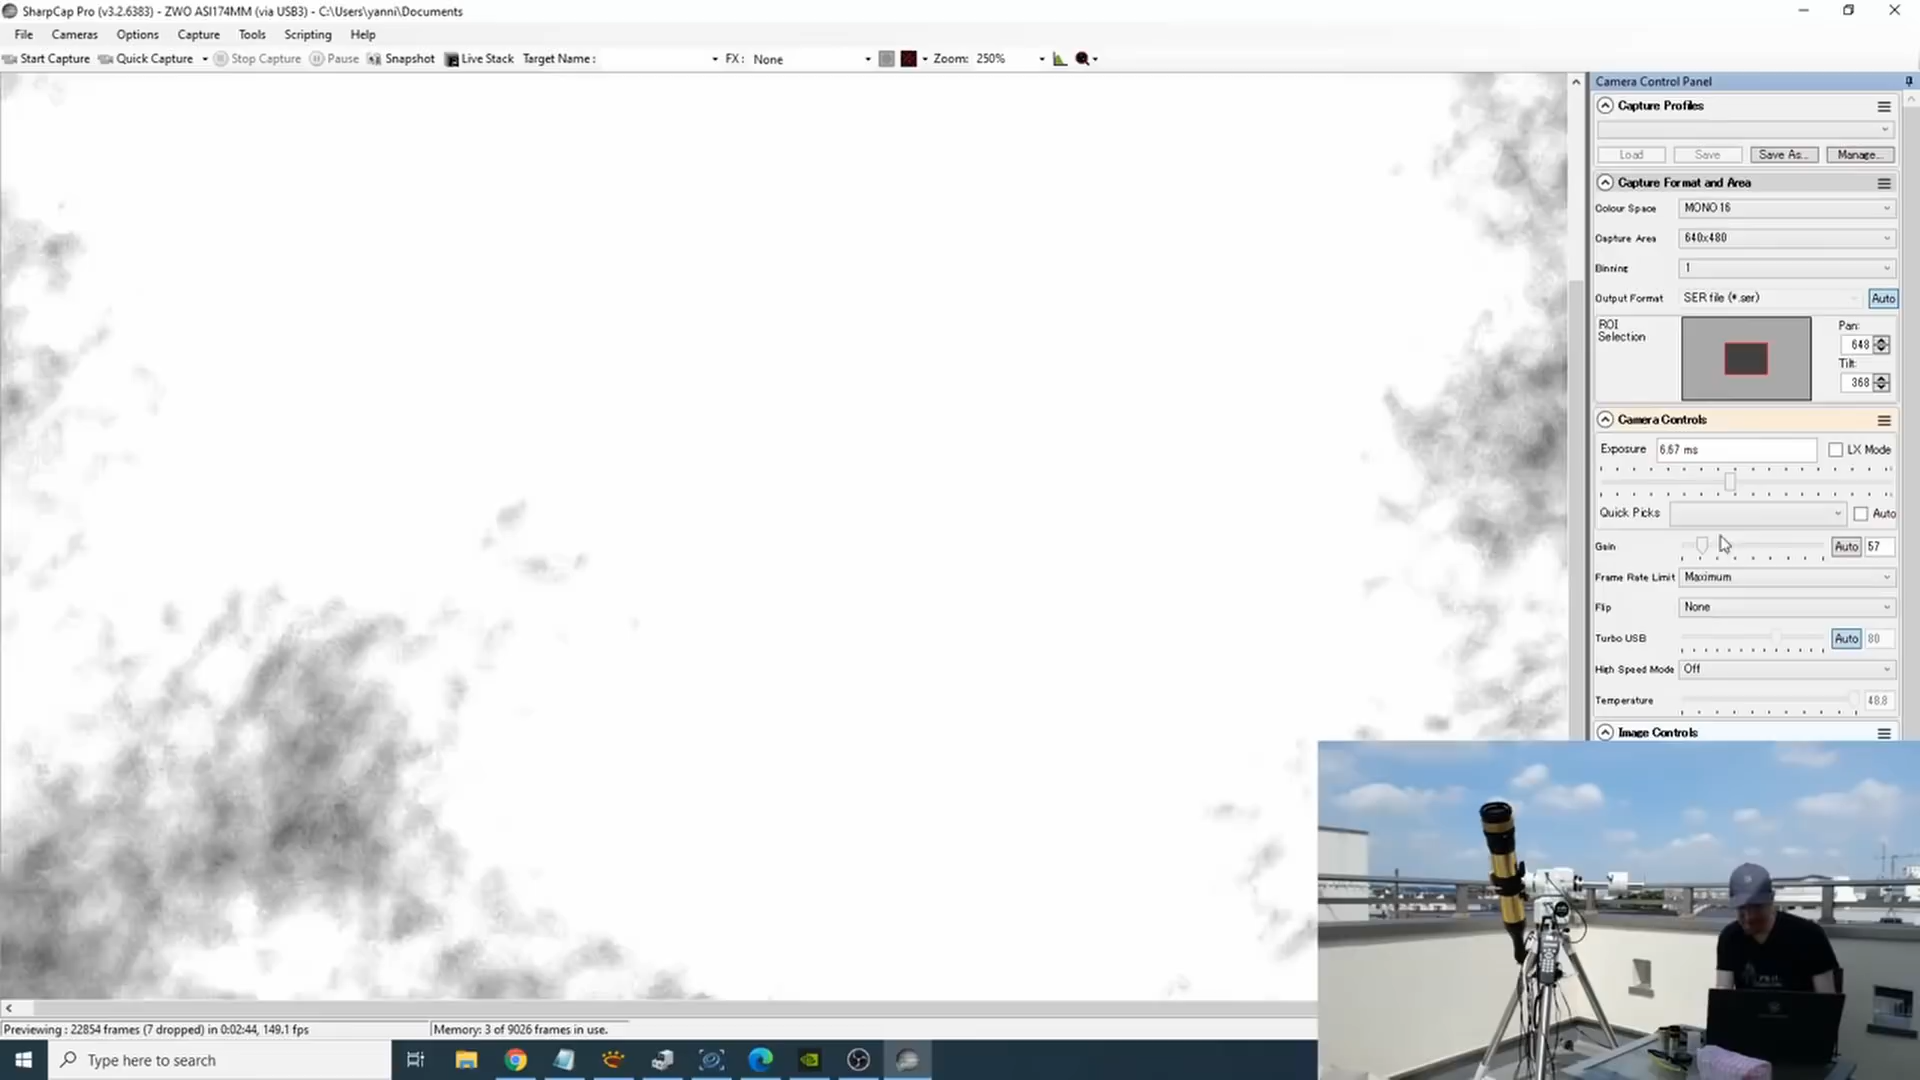 SharpCap Pro (v3.2.6383) - ZWO ASI174MM (via USB3) - C:\Users\yanni\Documents
File Cameras Options Capture Tools Scripting Help
Start Capture Quick Capture Stop Capture Pause Snapshot Live Stack Target Name : FX : None Zoom: 250%
Camera Control Panel
Capture Profiles
Load Save Save As... Manage...
Capture Format and Area
Colour Space MONO16
Capture Area 640x480
Binning 1
Output Format SER file (*.ser) Auto
ROI Selection
Pan:
648
Tilt:
368
Camera Controls
Exposure 6.67 ms LX Mode
Quick Picks Auto
Gain Auto 57
Frame Rate Limit Maximum
Flip None
Turbo USB Auto 80
High Speed Mode Off
Temperature 48.8
Image Controls
Previewing : 22854 frames (7 dropped) in 0:02:44, 149.1 fps Memory: 3 of 9026 frames in use.
Type here to search